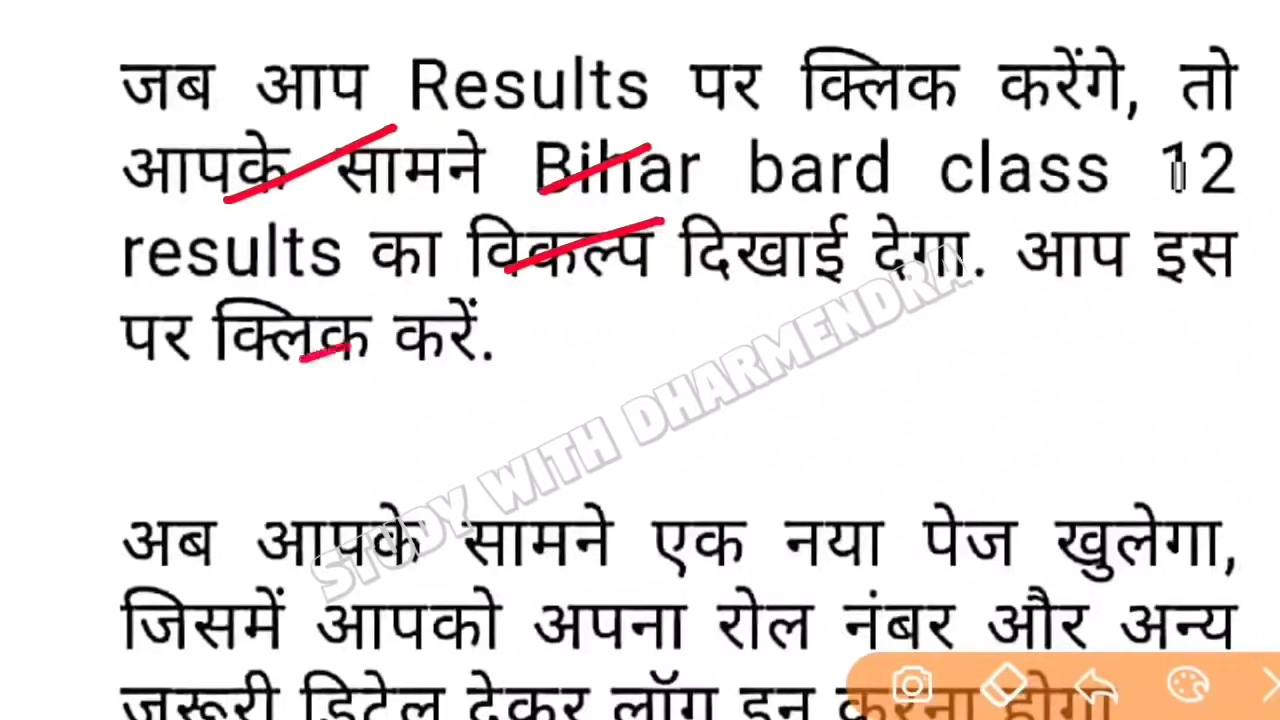 जब आप Results पर क्लिक करेंगे, तो
आपके सामने Bihar bard class 12
results का विकल्प दिखाई देगा. आप इस
पर क्लिक करें.
STUDY WITH DHARMENDRA
अब आपके सामने एक नया पेज खुलेगा,
जिसमें आपको अपना रोल नंबर और अन्य
जरूरी डिटेल देकर लॉग इन करना होगा